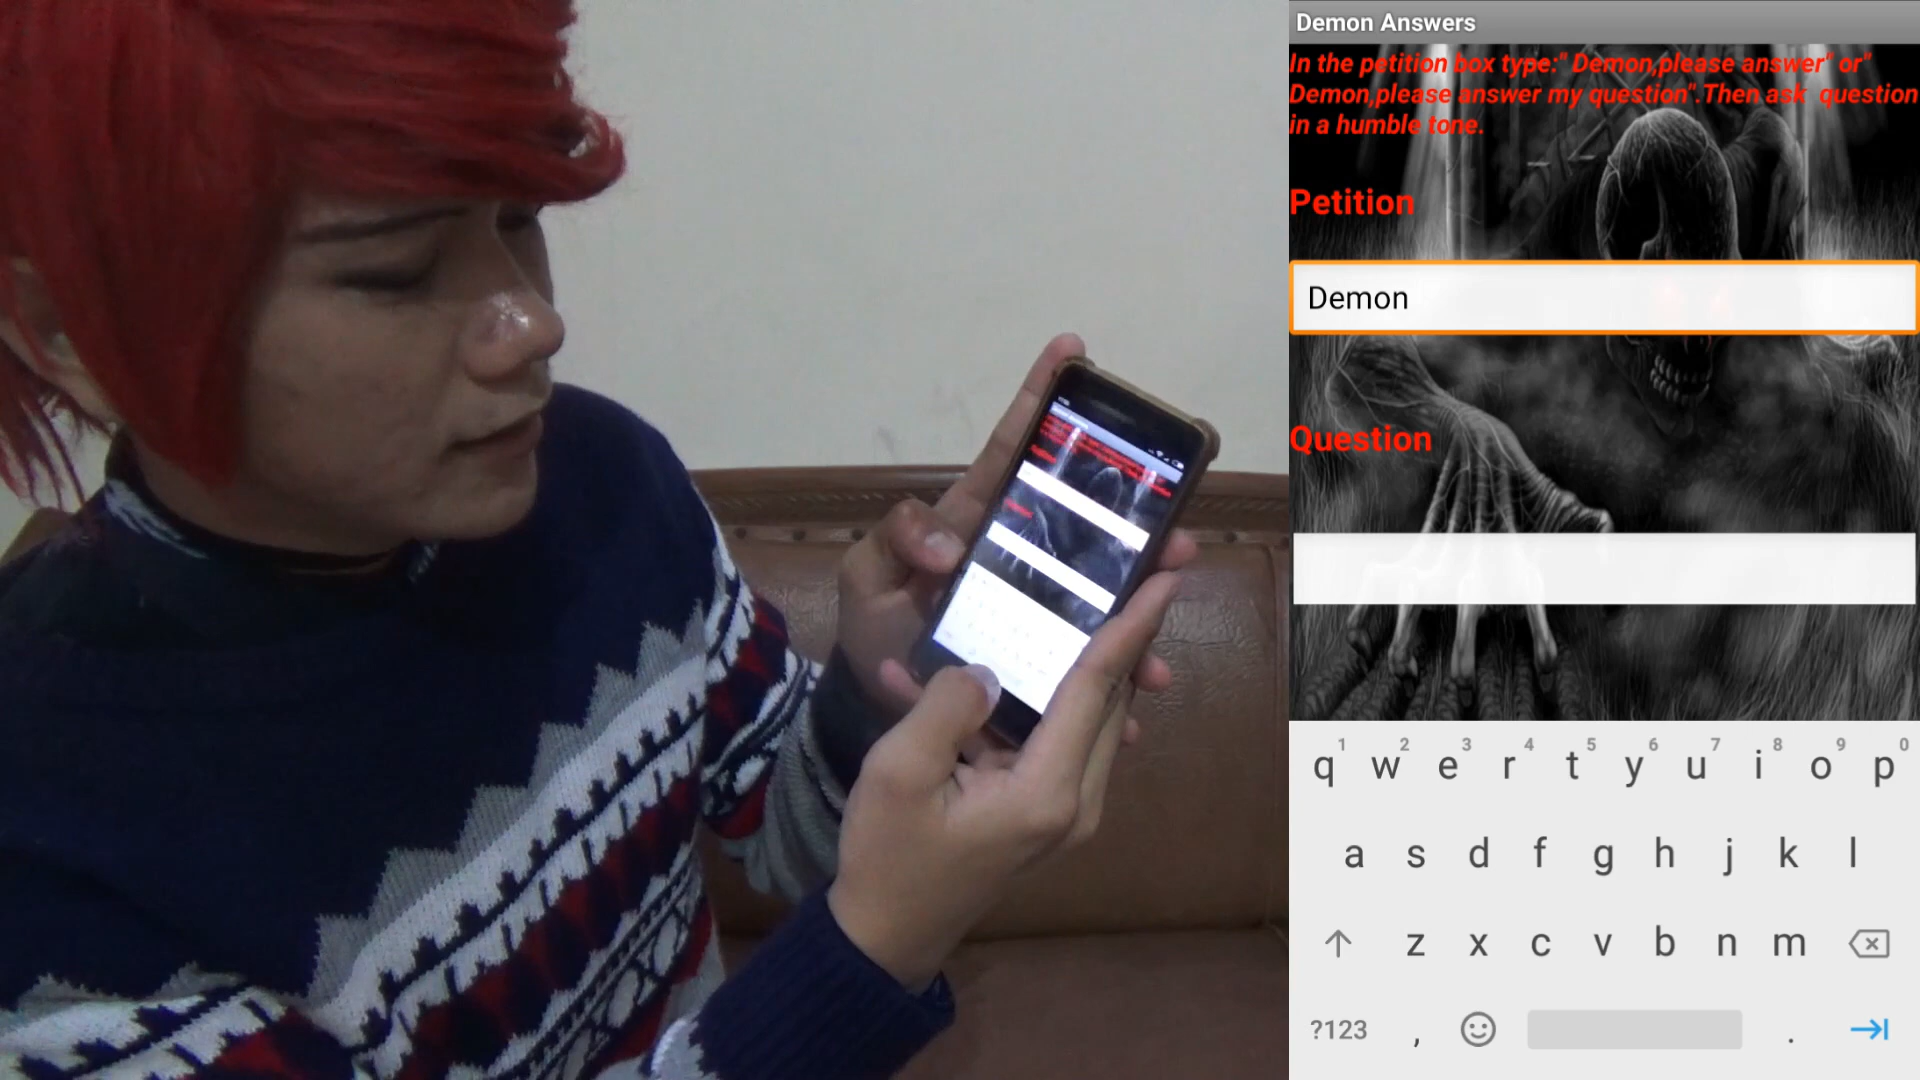 Demon Answers
In the petition box type:" Demon,please answer" or"
Demon,please answer my question".Then ask  question
in a humble tone.
Petition
Demon
Question
1 2 3 4 5 6 7 8 9 0
q w e r t y u i o p
a s d f g h j k l
z x c v b n m
?123 , .